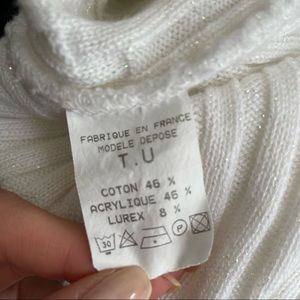 FABRIQUE EN FRANCE
MODELE DEPOSE
T.U
COTON 46 %
ACRYLIQUE 46 %
LUREX 8 %
30 P